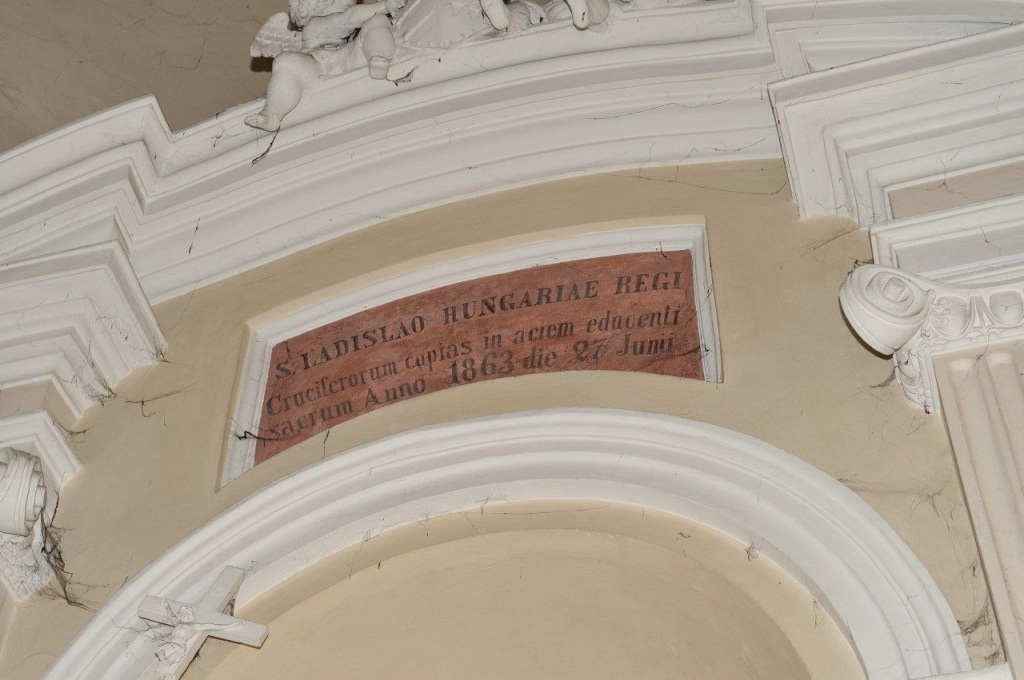 S. LADISLAO HUNGARIAE REGI
Cruciferorum copias in aciem educenti
sacrum Anno 1863 die 27 Junii